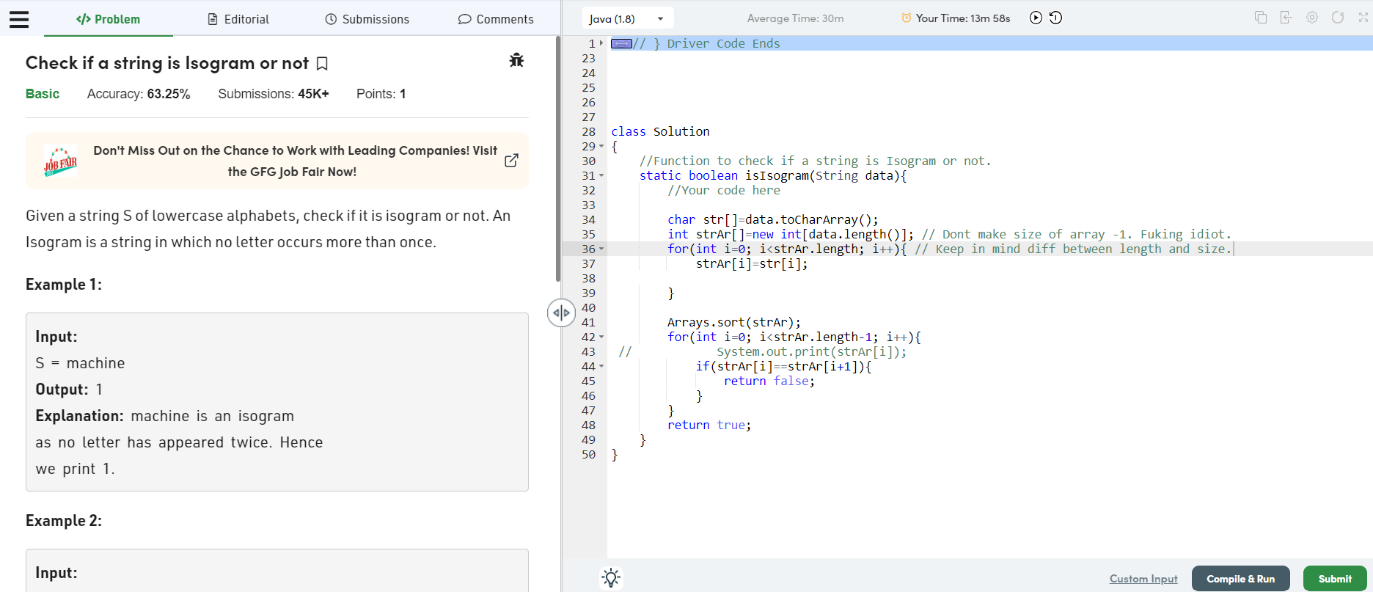 </> Problem
Editorial
Submissions
Comments
Check if a string is Isogram or not
Basic Accuracy: 63.25% Submissions: 45K+ Points: 1
JOB FAIR
Don't Miss Out on the Chance to Work with Leading Companies! Visit
the GFG Job Fair Now!
Given a string S of lowercase alphabets, check if it is isogram or not. An
Isogram is a string in which no letter occurs more than once.
Example 1:
Input:
S = machine
Output: 1
Explanation: machine is an isogram
as no letter has appeared twice. Hence
we print 1.
Example 2:
Input:
Java (1.8) Average Time: 30m Your Time: 13m 58s
1 // } Driver Code Ends
23
24
25
26
27
28 class Solution
29 {
30 //Function to check if a string is Isogram or not.
31 static boolean isIsogram(String data){
32 //Your code here
33
34 char str[]=data.toCharArray();
35 int strAr[]=new int[data.length()]; // Dont make size of array -1. Fuking idiot.
36 for(int i=0; i<strAr.length; i++){ // Keep in mind diff between length and size.
37 strAr[i]=str[i];
38
39 }
40
41 Arrays.sort(strAr);
42 for(int i=0; i<strAr.length-1; i++){
43 // System.out.print(strAr[i]);
44 if(strAr[i]==strAr[i+1]){
45 return false;
46 }
47 }
48 return true;
49 }
50 }
Custom Input Compile & Run Submit